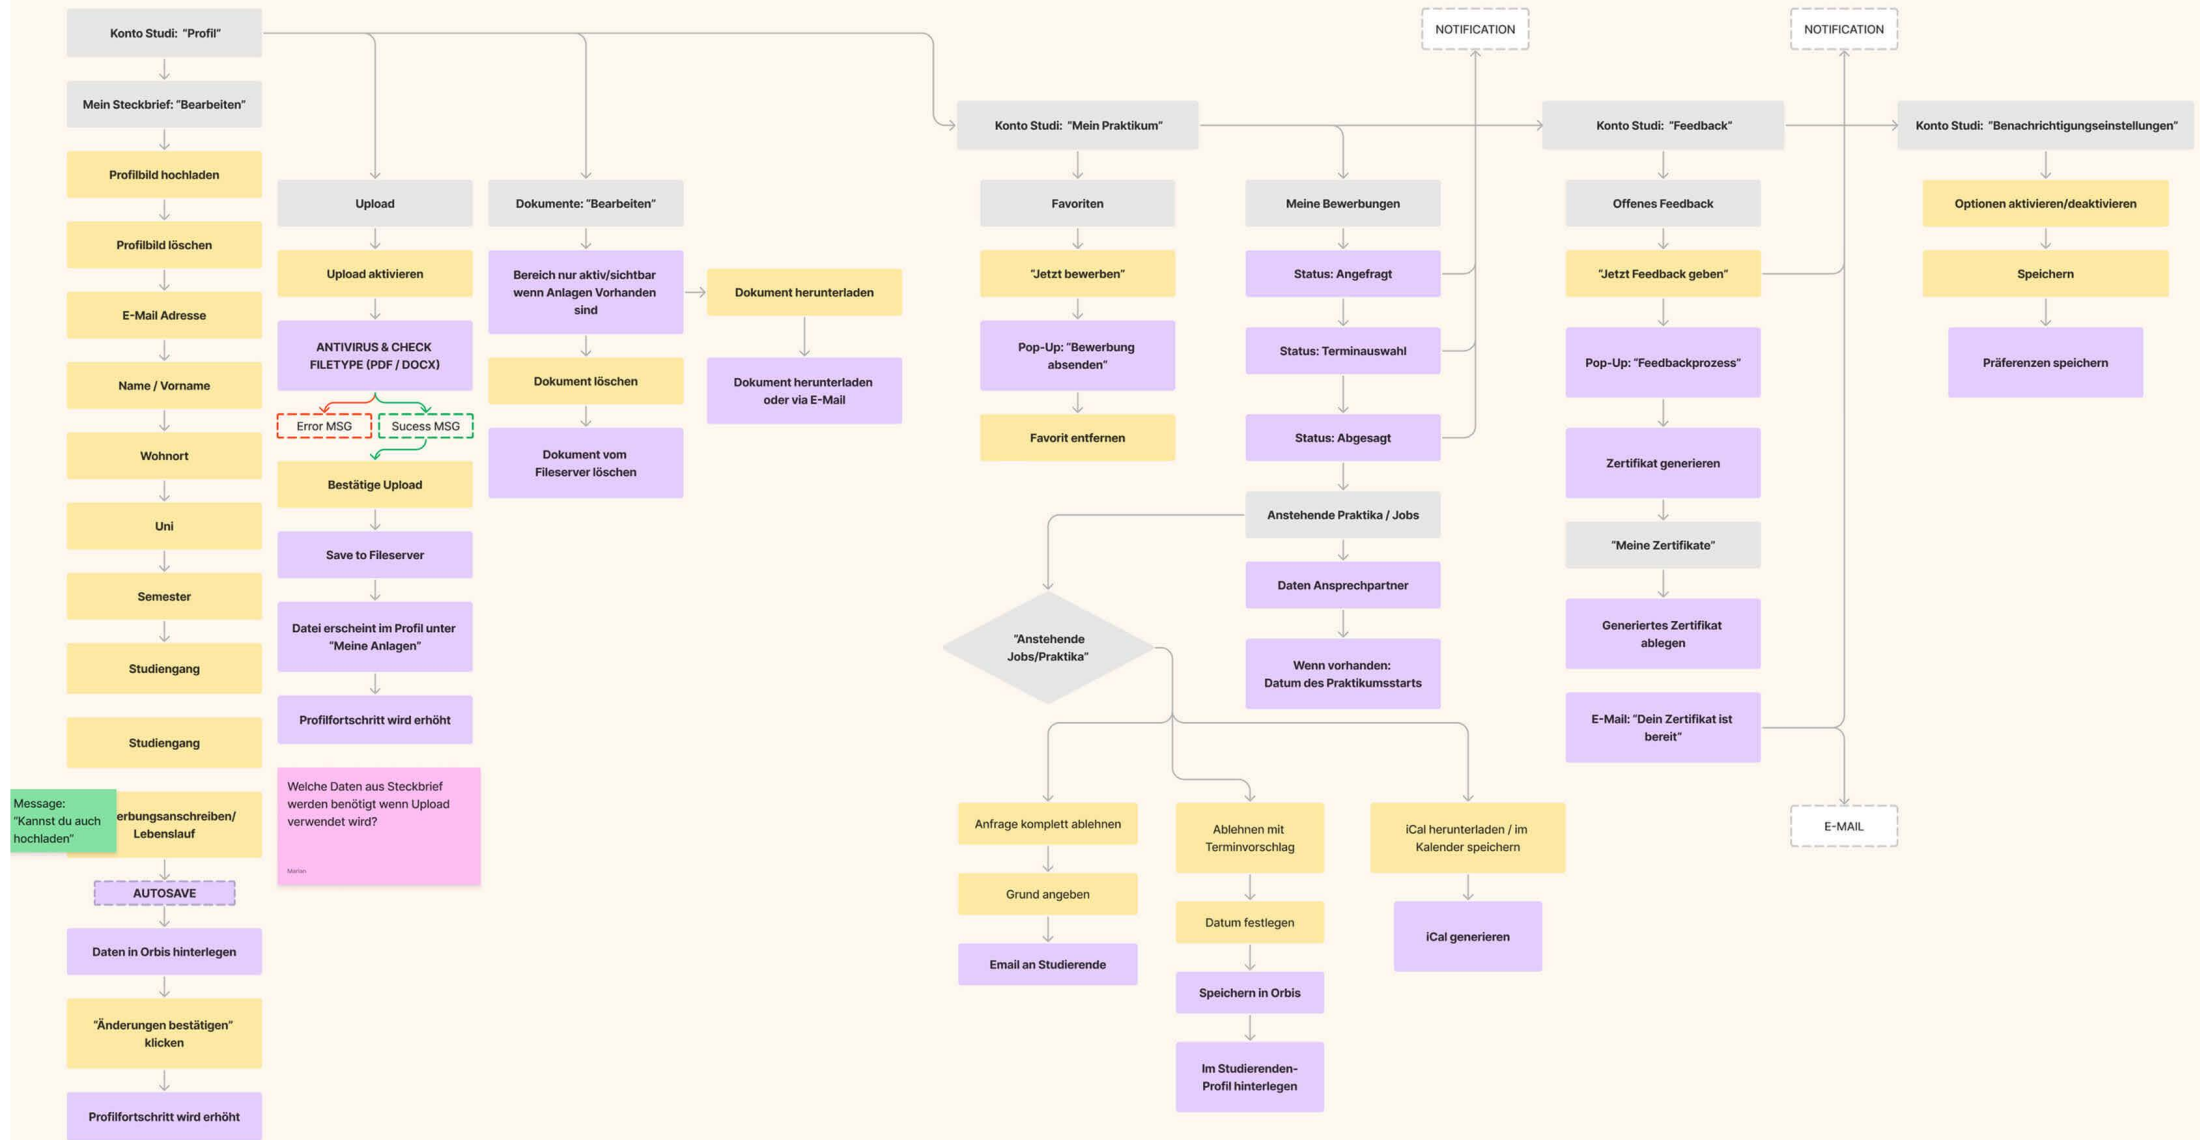 Konto Studi: "Profil"
Mein Steckbrief: "Bearbeiten"
Profilbild hochladen
Profilbild löschen
E-Mail Adresse
Name / Vorname
Wohnort
Uni
Semester
Studiengang
Studiengang
Message:
"Kannst du auch
hochladen"
erbungsanschreiben/
Lebenslauf
AUTOSAVE
Daten in Orbis hinterlegen
"Änderungen bestätigen"
klicken
Profilfortschritt wird erhöht
Upload
Upload aktivieren
ANTIVIRUS & CHECK
FILETYPE (PDF / DOCX)
Error MSG
Sucess MSG
Bestätige Upload
Save to Fileserver
Datei erscheint im Profil unter
"Meine Anlagen"
Profilfortschritt wird erhöht
Welche Daten aus Steckbrief
werden benötigt wenn Upload
verwendet wird?
Marian
Dokumente: "Bearbeiten"
Bereich nur aktiv/sichtbar
wenn Anlagen Vorhanden
sind
Dokument löschen
Dokument vom
Fileserver löschen
Dokument herunterladen
Dokument herunterladen
oder via E-Mail
Konto Studi: "Mein Praktikum"
Favoriten
"Jetzt bewerben"
Pop-Up: "Bewerbung
absenden"
Favorit entfernen
NOTIFICATION
Meine Bewerbungen
Status: Angefragt
Status: Terminauswahl
Status: Abgesagt
Anstehende Praktika / Jobs
Daten Ansprechpartner
Wenn vorhanden:
Datum des Praktikumsstarts
"Anstehende
Jobs/Praktika"
Anfrage komplett ablehnen
Grund angeben
Email an Studierende
Ablehnen mit
Terminvorschlag
Datum festlegen
Speichern in Orbis
Im Studierenden-
Profil hinterlegen
iCal herunterladen / im
Kalender speichern
iCal generieren
NOTIFICATION
Konto Studi: "Feedback"
Offenes Feedback
"Jetzt Feedback geben"
Pop-Up: "Feedbackprozess"
Zertifikat generieren
"Meine Zertifikate"
Generiertes Zertifikat
ablegen
E-Mail: "Dein Zertifikat ist
bereit"
E-MAIL
Konto Studi: "Benachrichtigungseinstellungen"
Optionen aktivieren/deaktivieren
Speichern
Präferenzen speichern